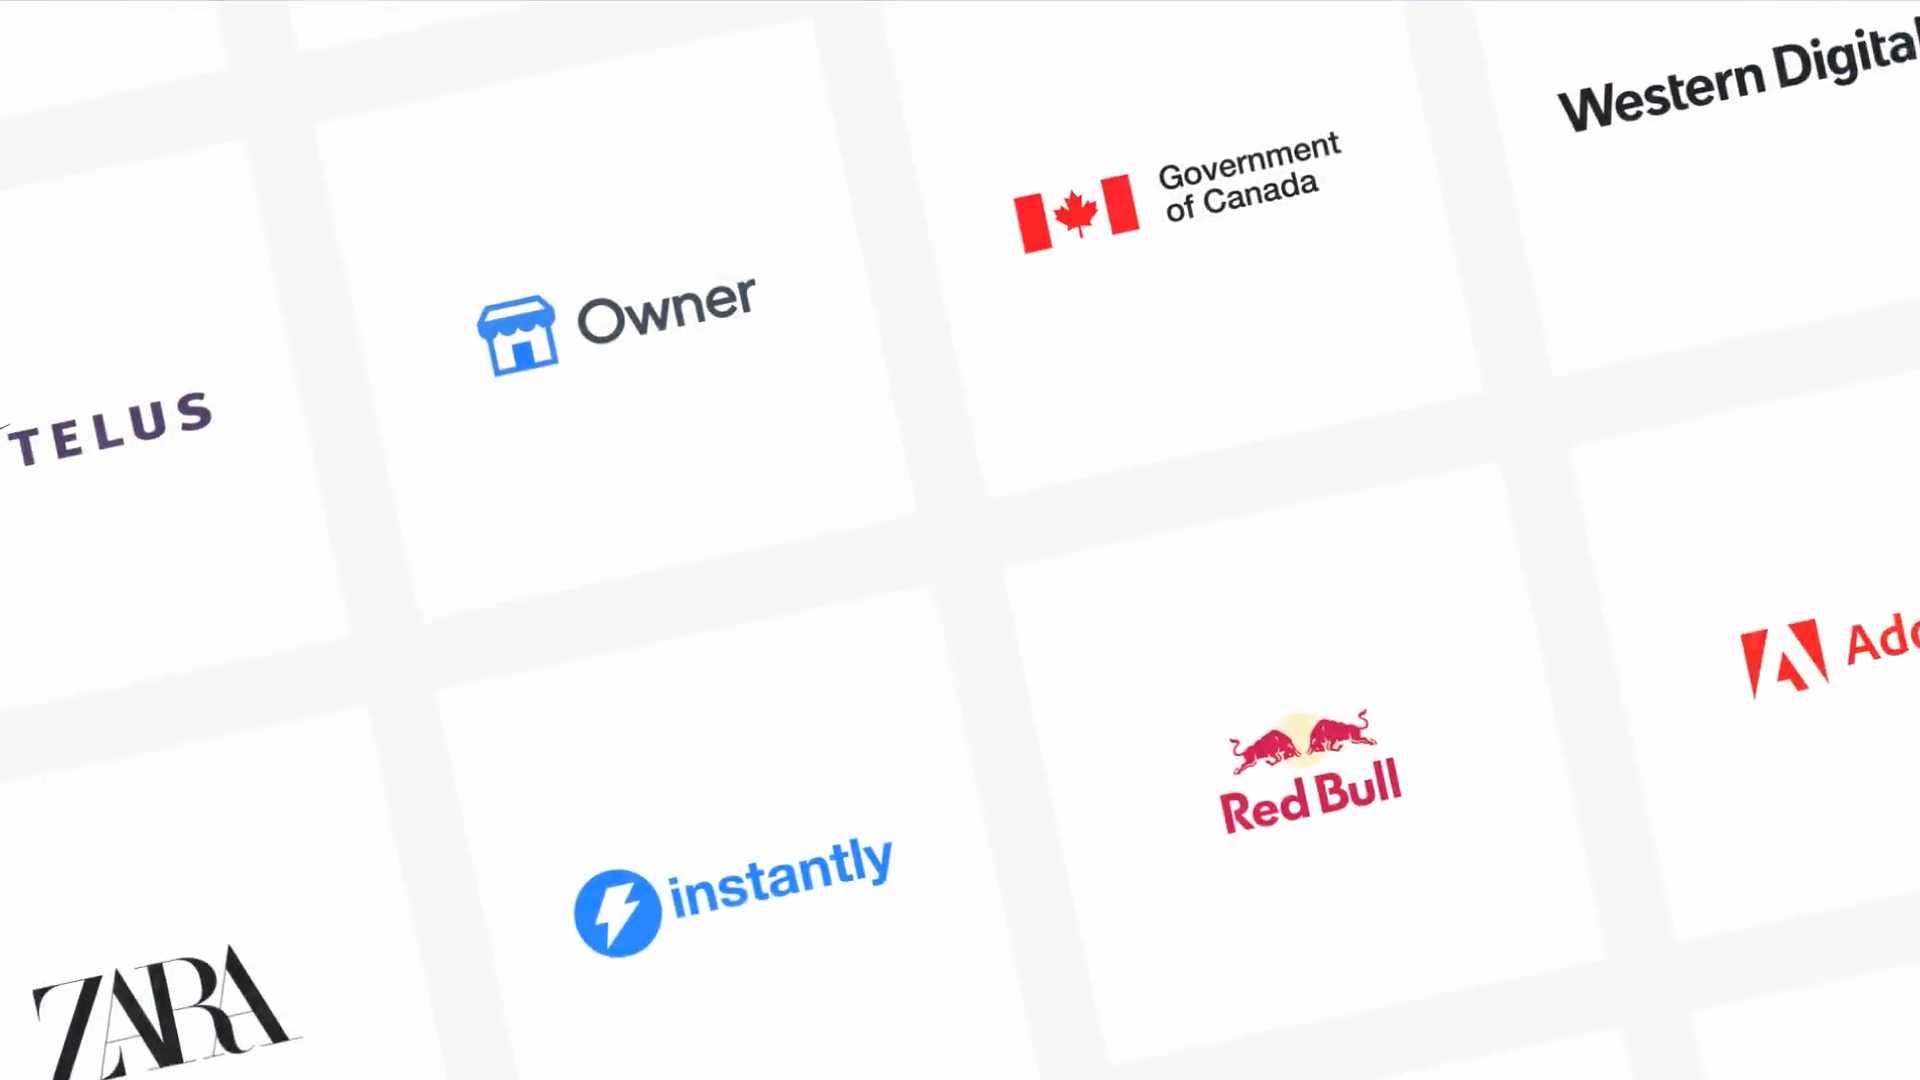 Western Digital
Government
of Canada
Owner
TELUS
Red Bull
instantly
ZARA